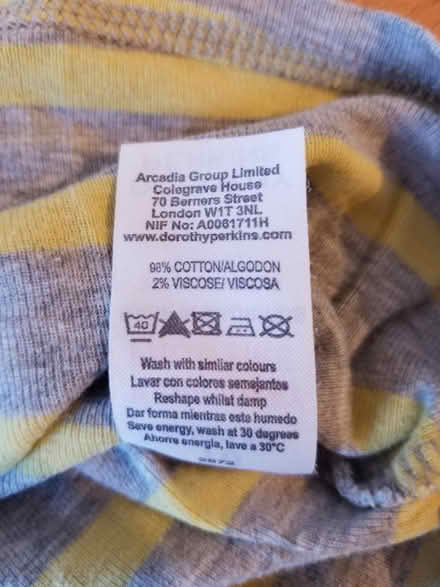 Arcadia Group Limited
Colegrave House
70 Berners Street
London W1T 3NL
NIF No: A0061711H
www.dorothyperkins.com
98% COTTON/ALGODON
2% VISCOSE/ VISCOSA
40
Wash with similar colours
Lavar con colores semejantes
Reshape whilst damp
Dar forma mientras este humedo
Save energy, wash at 30 degrees
Ahorre energia, lave a 30°C